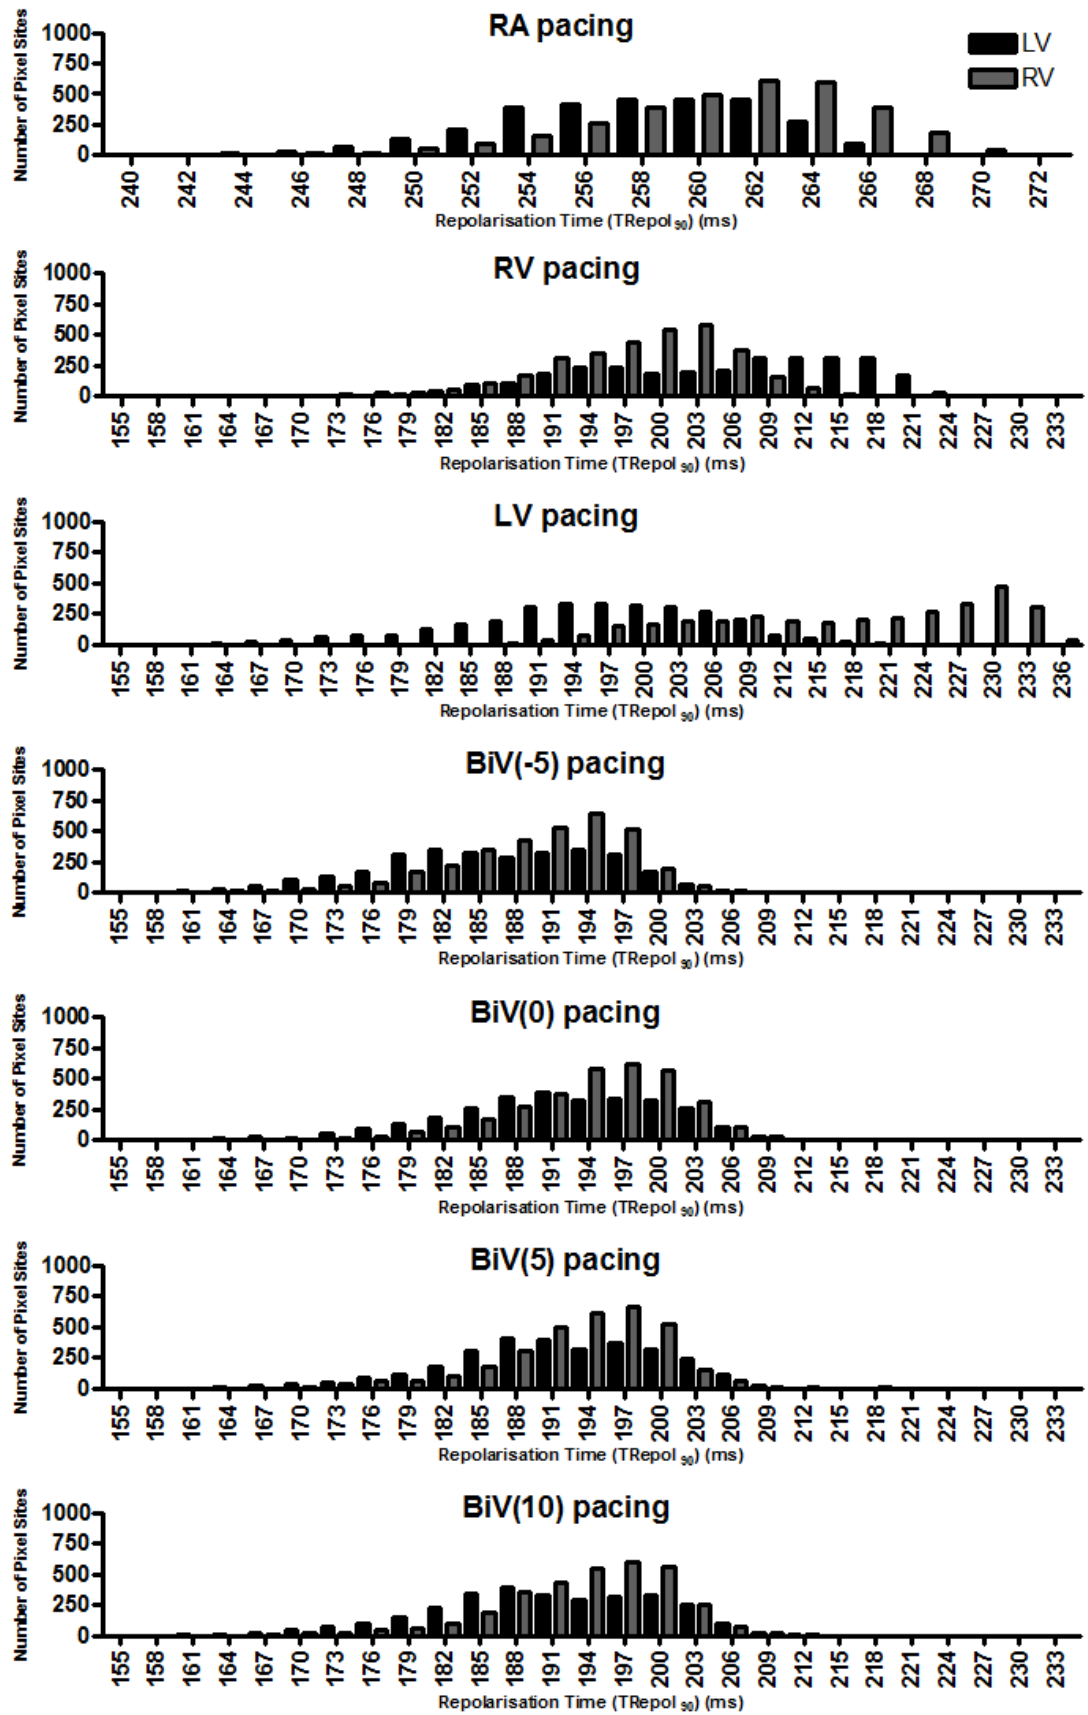 RA pacing
LV
RV
Number of Pixel Sites
1000
750
500
250
0
240 242 244 246 248 250 252 254 256 258 260 262 264 266 268 270 272
Repolarisation Time (TRepol 90) (ms)
RV pacing
Number of Pixel Sites
1000
750
500
250
0
155 158 161 164 167 170 173 176 179 182 185 188 191 194 197 200 203 206 209 212 215 218 221 224 227 230 233
Repolarisation Time (TRepol 90) (ms)
LV pacing
Number of Pixel Sites
1000
750
500
250
0
155 158 161 164 167 170 173 176 179 182 185 188 191 194 197 200 203 206 209 212 215 218 221 224 227 230 233 236
Repolarisation Time (TRepol 90) (ms)
BiV(-5) pacing
Number of Pixel Sites
1000
750
500
250
0
155 158 161 164 167 170 173 176 179 182 185 188 191 194 197 200 203 206 209 212 215 218 221 224 227 230 233
Repolarisation Time (TRepol 90) (ms)
BiV(0) pacing
Number of Pixel Sites
1000
750
500
250
0
155 158 161 164 167 170 173 176 179 182 185 188 191 194 197 200 203 206 209 212 215 218 221 224 227 230 233
Repolarisation Time (TRepol 90) (ms)
BiV(5) pacing
Number of Pixel Sites
1000
750
500
250
0
155 158 161 164 167 170 173 176 179 182 185 188 191 194 197 200 203 206 209 212 215 218 221 224 227 230 233
Repolarisation Time (TRepol 90) (ms)
BiV(10) pacing
Number of Pixel Sites
1000
750
500
250
0
155 158 161 164 167 170 173 176 179 182 185 188 191 194 197 200 203 206 209 212 215 218 221 224 227 230 233
Repolarisation Time (TRepol 90) (ms)